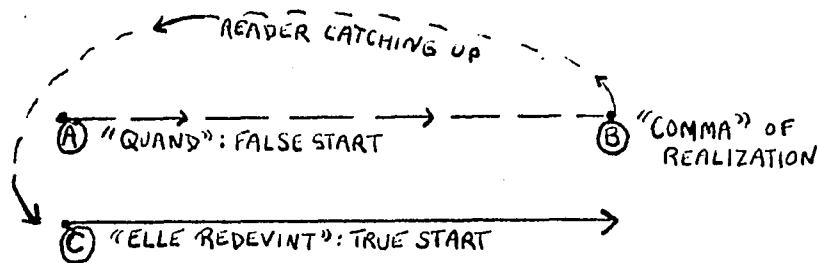 READER CATCHING UP
Ⓐ "QUAND": FALSE START
Ⓑ "COMMA" OF
REALIZATION
Ⓒ "ELLE REDEVINT": TRUE START